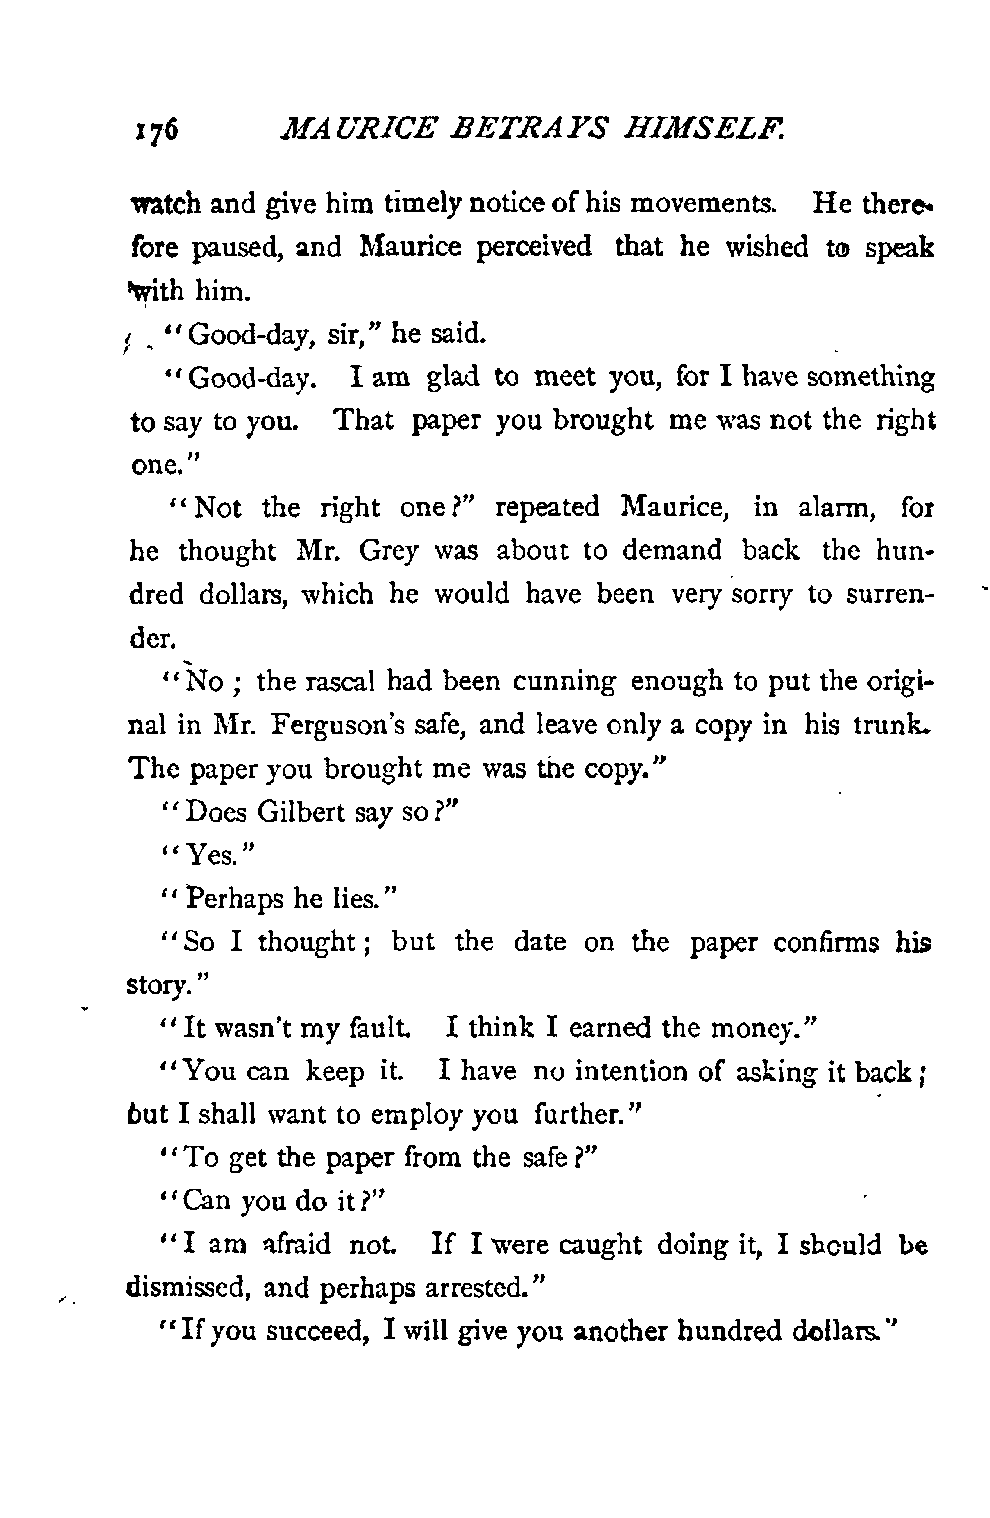 176 MAURICE BETRAYS HIMSELF.
watch and give him timely notice of his movements. He there-
fore paused, and Maurice perceived that he wished to speak
with him.
"Good-day, sir," he said.
"Good-day. I am glad to meet you, for I have something
to say to you. That paper you brought me was not the right
one."
"Not the right one?" repeated Maurice, in alarm, for
he thought Mr. Grey was about to demand back the hun-
dred dollars, which he would have been very sorry to surren-
der.
"No; the rascal had been cunning enough to put the origi-
nal in Mr. Ferguson's safe, and leave only a copy in his trunk.
The paper you brought me was the copy."
"Does Gilbert say so?"
"Yes."
"Perhaps he lies."
"So I thought; but the date on the paper confirms his
story."
"It wasn't my fault. I think I earned the money."
"You can keep it. I have no intention of asking it back;
but I shall want to employ you further."
"To get the paper from the safe?"
"Can you do it?"
"I am afraid not. If I were caught doing it, I should be
dismissed, and perhaps arrested."
"If you succeed, I will give you another hundred dollars."